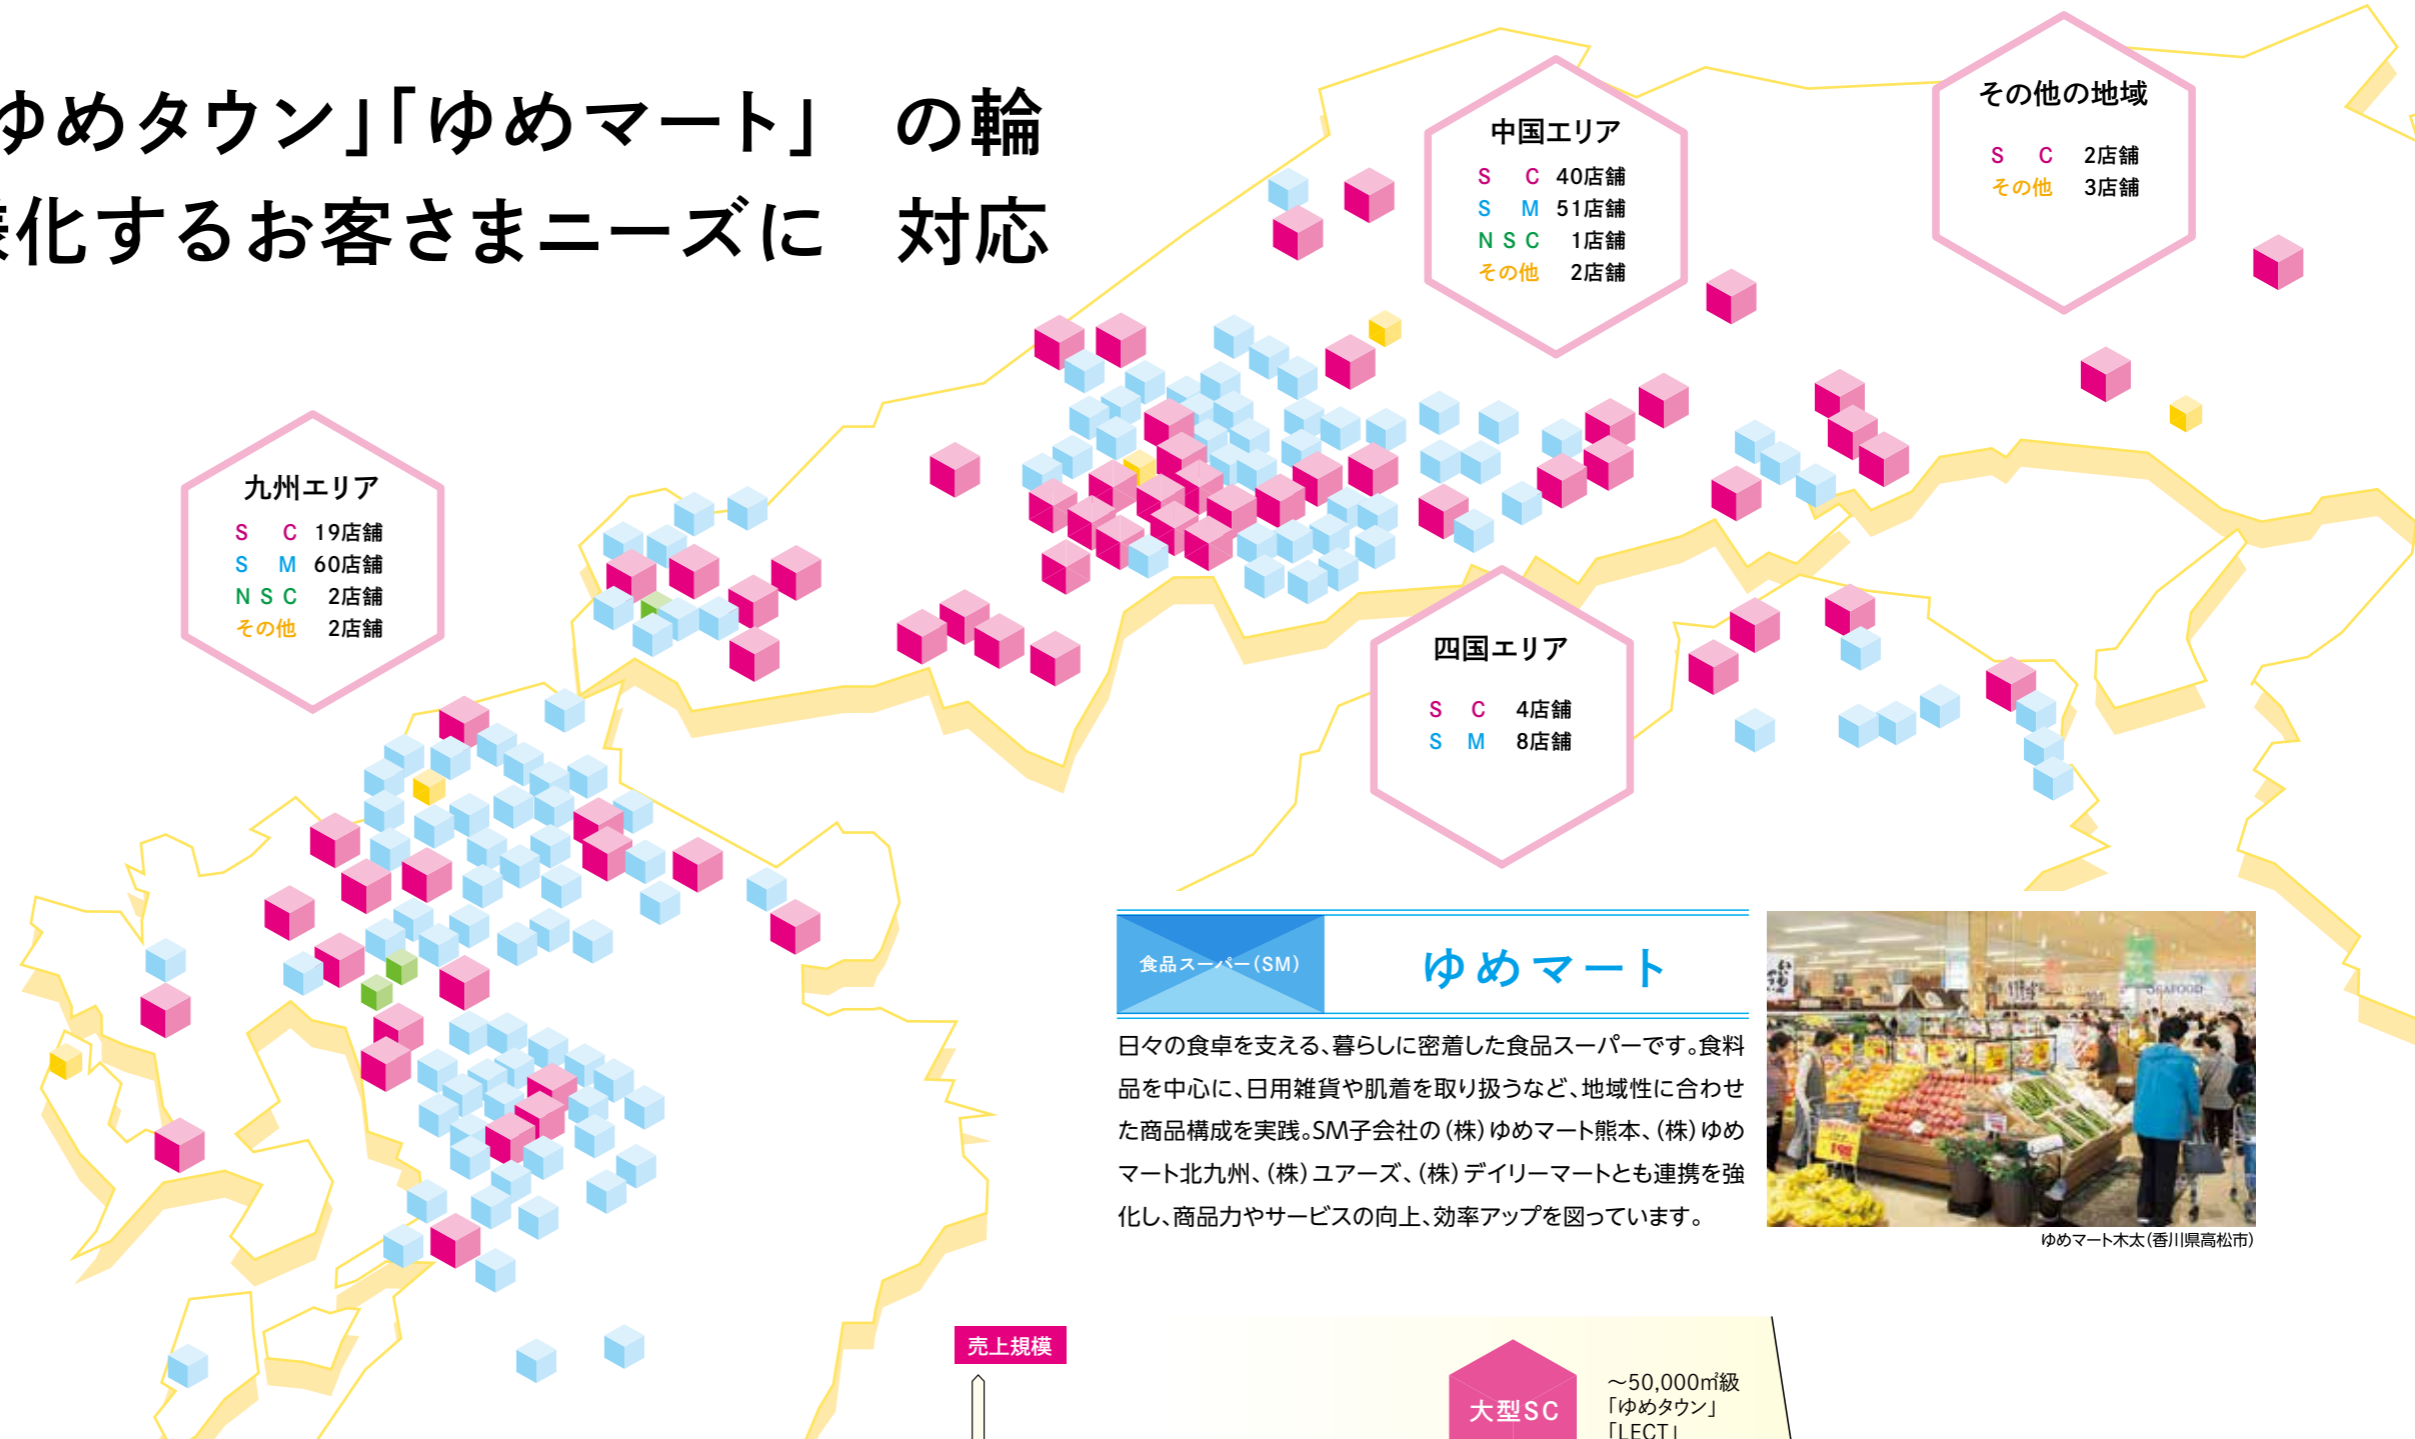 ゆめタウン」「ゆめマート」 の輪
化するお客さまニーズに 対応
中国エリア
S C 40店舗
S M 51店舗
N S C 1店舗
その他 2店舗
その他の地域
S C 2店舗
その他 3店舗
九州エリア
S C 19店舗
S M 60店舗
N S C 2店舗
その他 2店舗
四国エリア
S C 4店舗
S M 8店舗
食品スーパー(SM)
ゆめマート
日々の食卓を支える、暮らしに密着した食品スーパーです。食料
品を中心に、日用雑貨や肌着を取り扱うなど、地域性に合わせ
た商品構成を実践。SM子会社の(株)ゆめマート熊本、(株)ゆめ
マート北九州、(株)ユアーズ、(株)デイリーマートとも連携を強
化し、商品力やサービスの向上、効率アップを図っています。
SEAFOOD
ゆめマート木太(香川県高松市)
売上規模
大型SC
～50,000㎡級
「ゆめタウン」
「LECT」